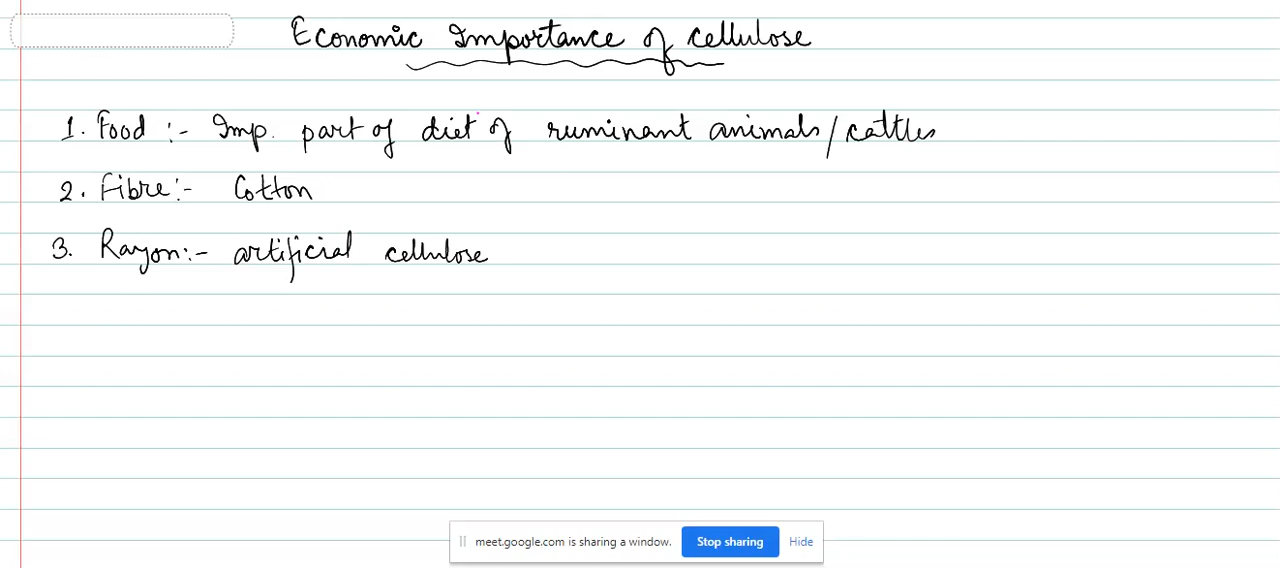 Economic Importance of cellulose
1. Food :- Imp. part of diet of ruminant animals/cattles
2. Fibre:- Cotton
3. Rayon:- artificial cellulose
meet.google.com is sharing a window. Stop sharing Hide